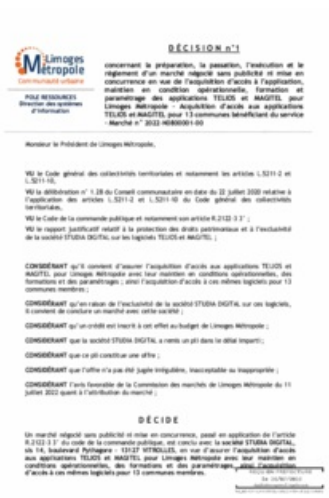 Limoges
Métropole
Communauté urbaine
POLE RESSOURCES
Direction des systèmes
d'information
DÉCISION n°1
concernant la préparation, la passation, l'exécution et le
règlement d'un marché négocié sans publicité ni mise en
concurrence en vue de l'acquisition d'accès à l'application,
maintien en condition opérationnelle, formation et
paramétrage des applications TELIOS et MAGITEL pour
Limoges Métropole - Acquisition d'accès aux applications
TELIOS et MAGITEL pour 13 communes bénéficiant du service
- Marché n° 2022-
Monsieur le Président de Limoges Métropole,
VU le Code général des collectivités territoriales et notamment les articles L.5211-2 et
L.5211-10,
VU la délibération n° 1.28 du Conseil communautaire en date du 22 juillet 2020 relative à
l'application des articles L.5211-2 et L.5211-10 du Code général des collectivités
territoriales,
VU le Code de la commande publique et notamment son article R.2122-3 3° ;
VU le rapport justificatif relatif à la protection des droits patrimoniaux et à l'exclusivité
de la société STUDIA DIGITAL sur les logiciels TELIOS et MAGITEL ;
CONSIDÉRANT qu'il convient d'assurer l'acquisition d'accès aux applications TELIOS et
MAGITEL pour Limoges Métropole avec leur maintien en conditions opérationnelles, des
formations et des paramétrages ; ainsi l'acquisition d'accès à ces mêmes logiciels pour 13
communes membres ;
CONSIDÉRANT qu'en raison de l'exclusivité de la société STUDIA DIGITAL sur ces logiciels,
il convient de conclure un marché avec cette société ;
CONSIDÉRANT qu'un crédit est inscrit à cet effet au budget de Limoges Métropole ;
CONSIDERANT que la société STUDIA DIGITAL a remis un pli dans le délai imparti ;
CONSIDERANT que ce pli constitue une offre ;
CONSIDÉRANT que l'offre n'a pas été jugée irrégulière, inacceptable ou inappropriée ;
CONSIDÉRANT l'avis favorable de la Commission des marchés de Limoges Métropole du 11
juillet 2022 quant à l'attribution du marché ;
DÉCIDE
Un marché négocié sans publicité ni mise en concurrence, passé en application de l'article
R.2122-3 3° du code de la commande publique, est conclu avec la société STUDIA DIGITAL,
sis 14, boulevard Pythagore - 13127 VITROLLES, en vue d'assurer l'acquisition d'accès
aux applications TELIOS et MAGITEL pour Limoges Métropole avec leur maintien en
conditions opérationnelles, des formations et des paramétrages ainsi l'acquisition d'accès
à ces mêmes logiciels pour 13 communes membres.